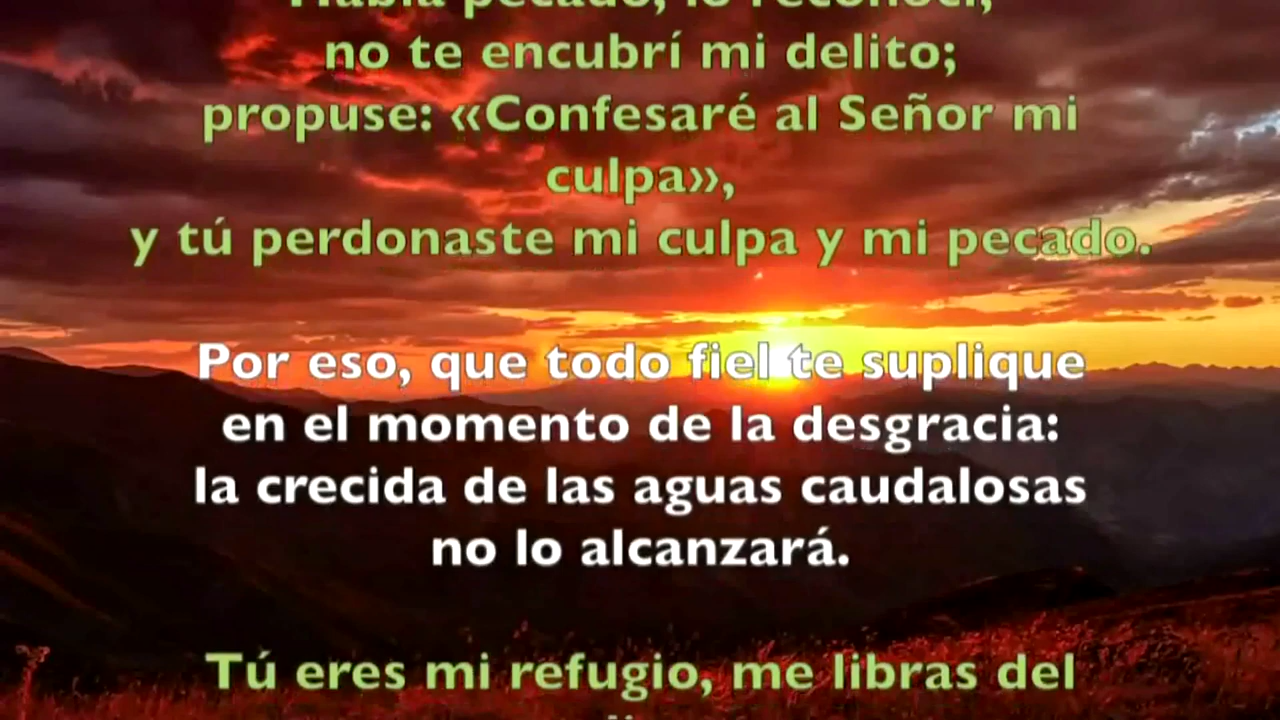 Había pecado, lo reconocí,
no te encubrí mi delito;
propuse: «Confesaré al Señor mi
culpa»,
y tú perdonaste mi culpa y mi pecado.
Por eso, que todo fiel te suplique
en el momento de la desgracia:
la crecida de las aguas caudalosas
no lo alcanzará.
Tú eres mi refugio, me libras del